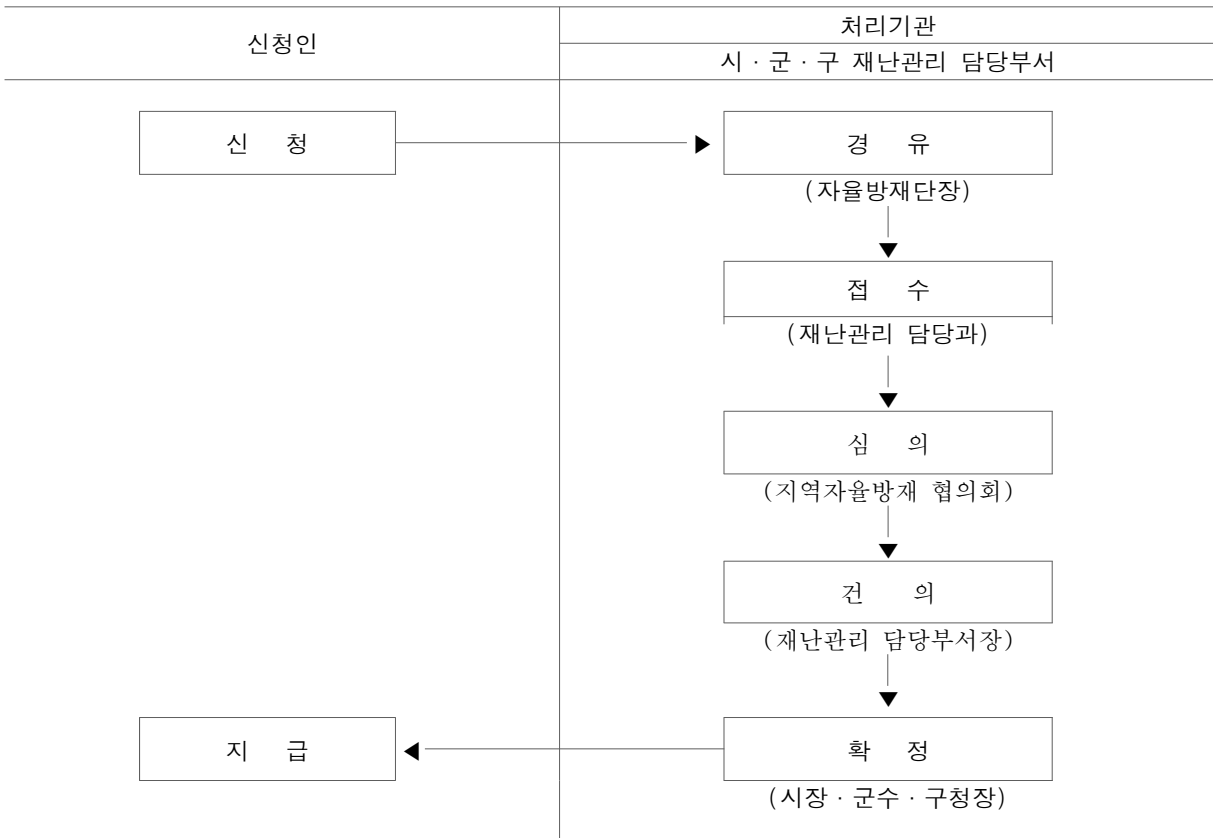 신청인
처리기관
시 · 군 · 구 재난관리 담당부서
신 청
경 유
(자율방재단장)
접 수
(재난관리 담당과)
심 의
(지역자율방재 협의회)
건 의
(재난관리 담당부서장)
지 급
확 정
(시장 · 군수 · 구청장)